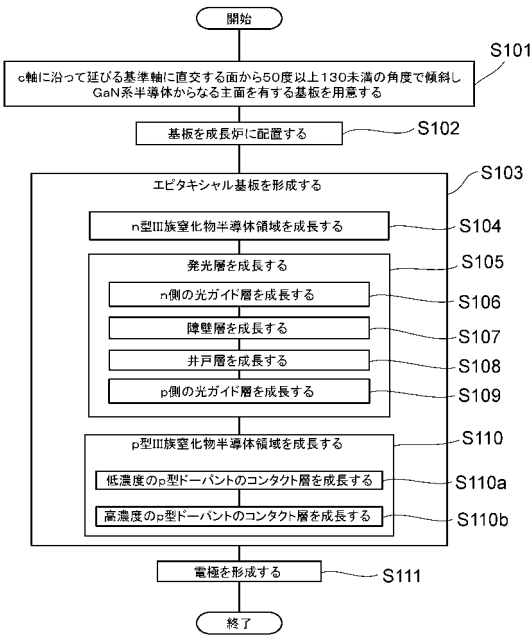 開始
S101
c軸に沿って延びる基準軸に直交する面から50度以上130未満の角度で傾斜し
GaN系半導体からなる主面を有する基板を用意する
基板を成長炉に配置する
S102
S103
エピタキシャル基板を形成する
n型III族窒化物半導体領域を成長する
S104
発光層を成長する
S105
n側の光ガイド層を成長する
S106
障壁層を成長する
S107
井戸層を成長する
S108
p側の光ガイド層を成長する
S109
p型III族窒化物半導体領域を成長する
S110
低濃度のp型ドーパントのコンタクト層を成長する
S110a
高濃度のp型ドーパントのコンタクト層を成長する
S110b
電極を形成する
S111
終了